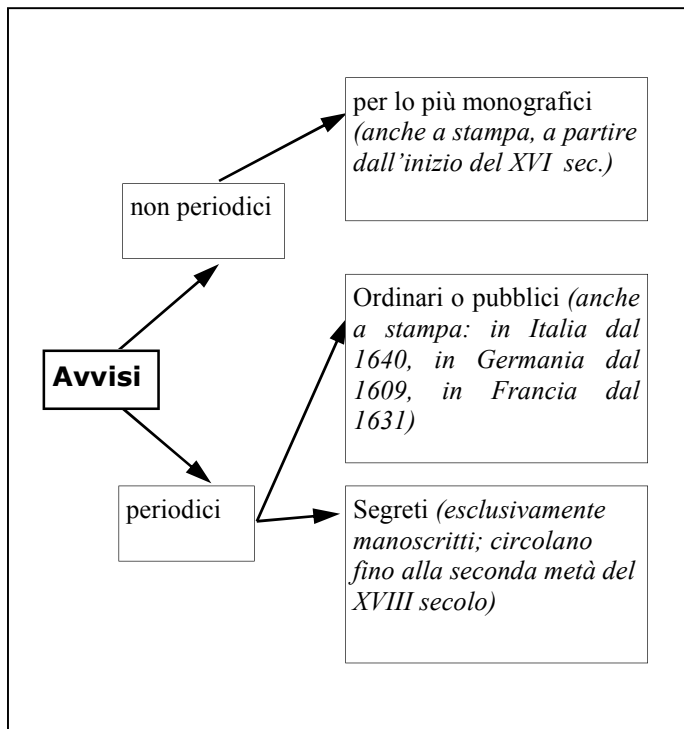 per lo più monografici
(anche a stampa, a partire
dall'inizio del XVI sec.)
non periodici
Ordinari o pubblici (anche
a stampa: in Italia dal
1640, in Germania dal
1609, in Francia dal
1631)
Avvisi
periodici
Segreti (esclusivamente
manoscritti; circolano
fino alla seconda metà del
XVIII secolo)